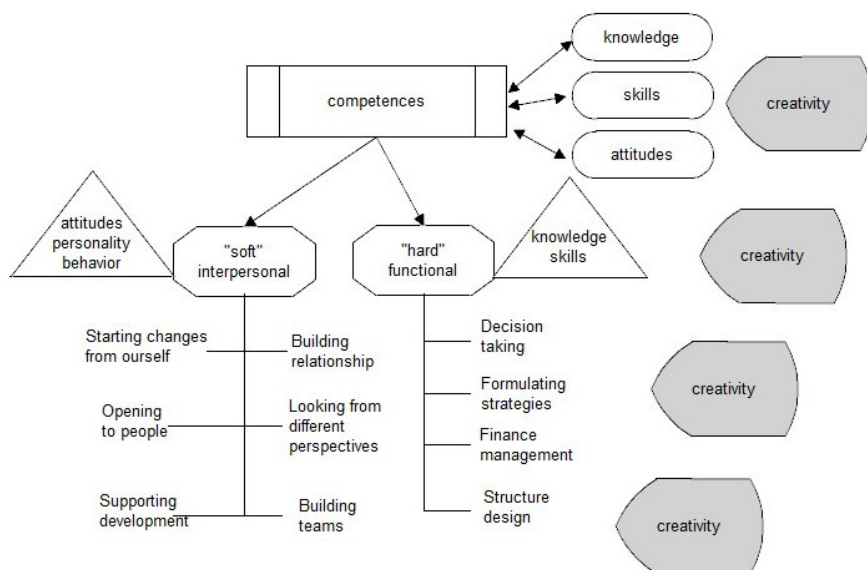 knowledge
competences
skills
creativity
attitudes
attitudes
personality
behavior
"soft"
interpersonal
"hard"
functional
knowledge
skills
creativity
Starting changes
from ourself
Building
relationship
Decision
taking
Opening
to people
Looking from
different
perspectives
Formulating
strategies
creativity
Finance
management
Supporting
development
Building
teams
Structure
design
creativity